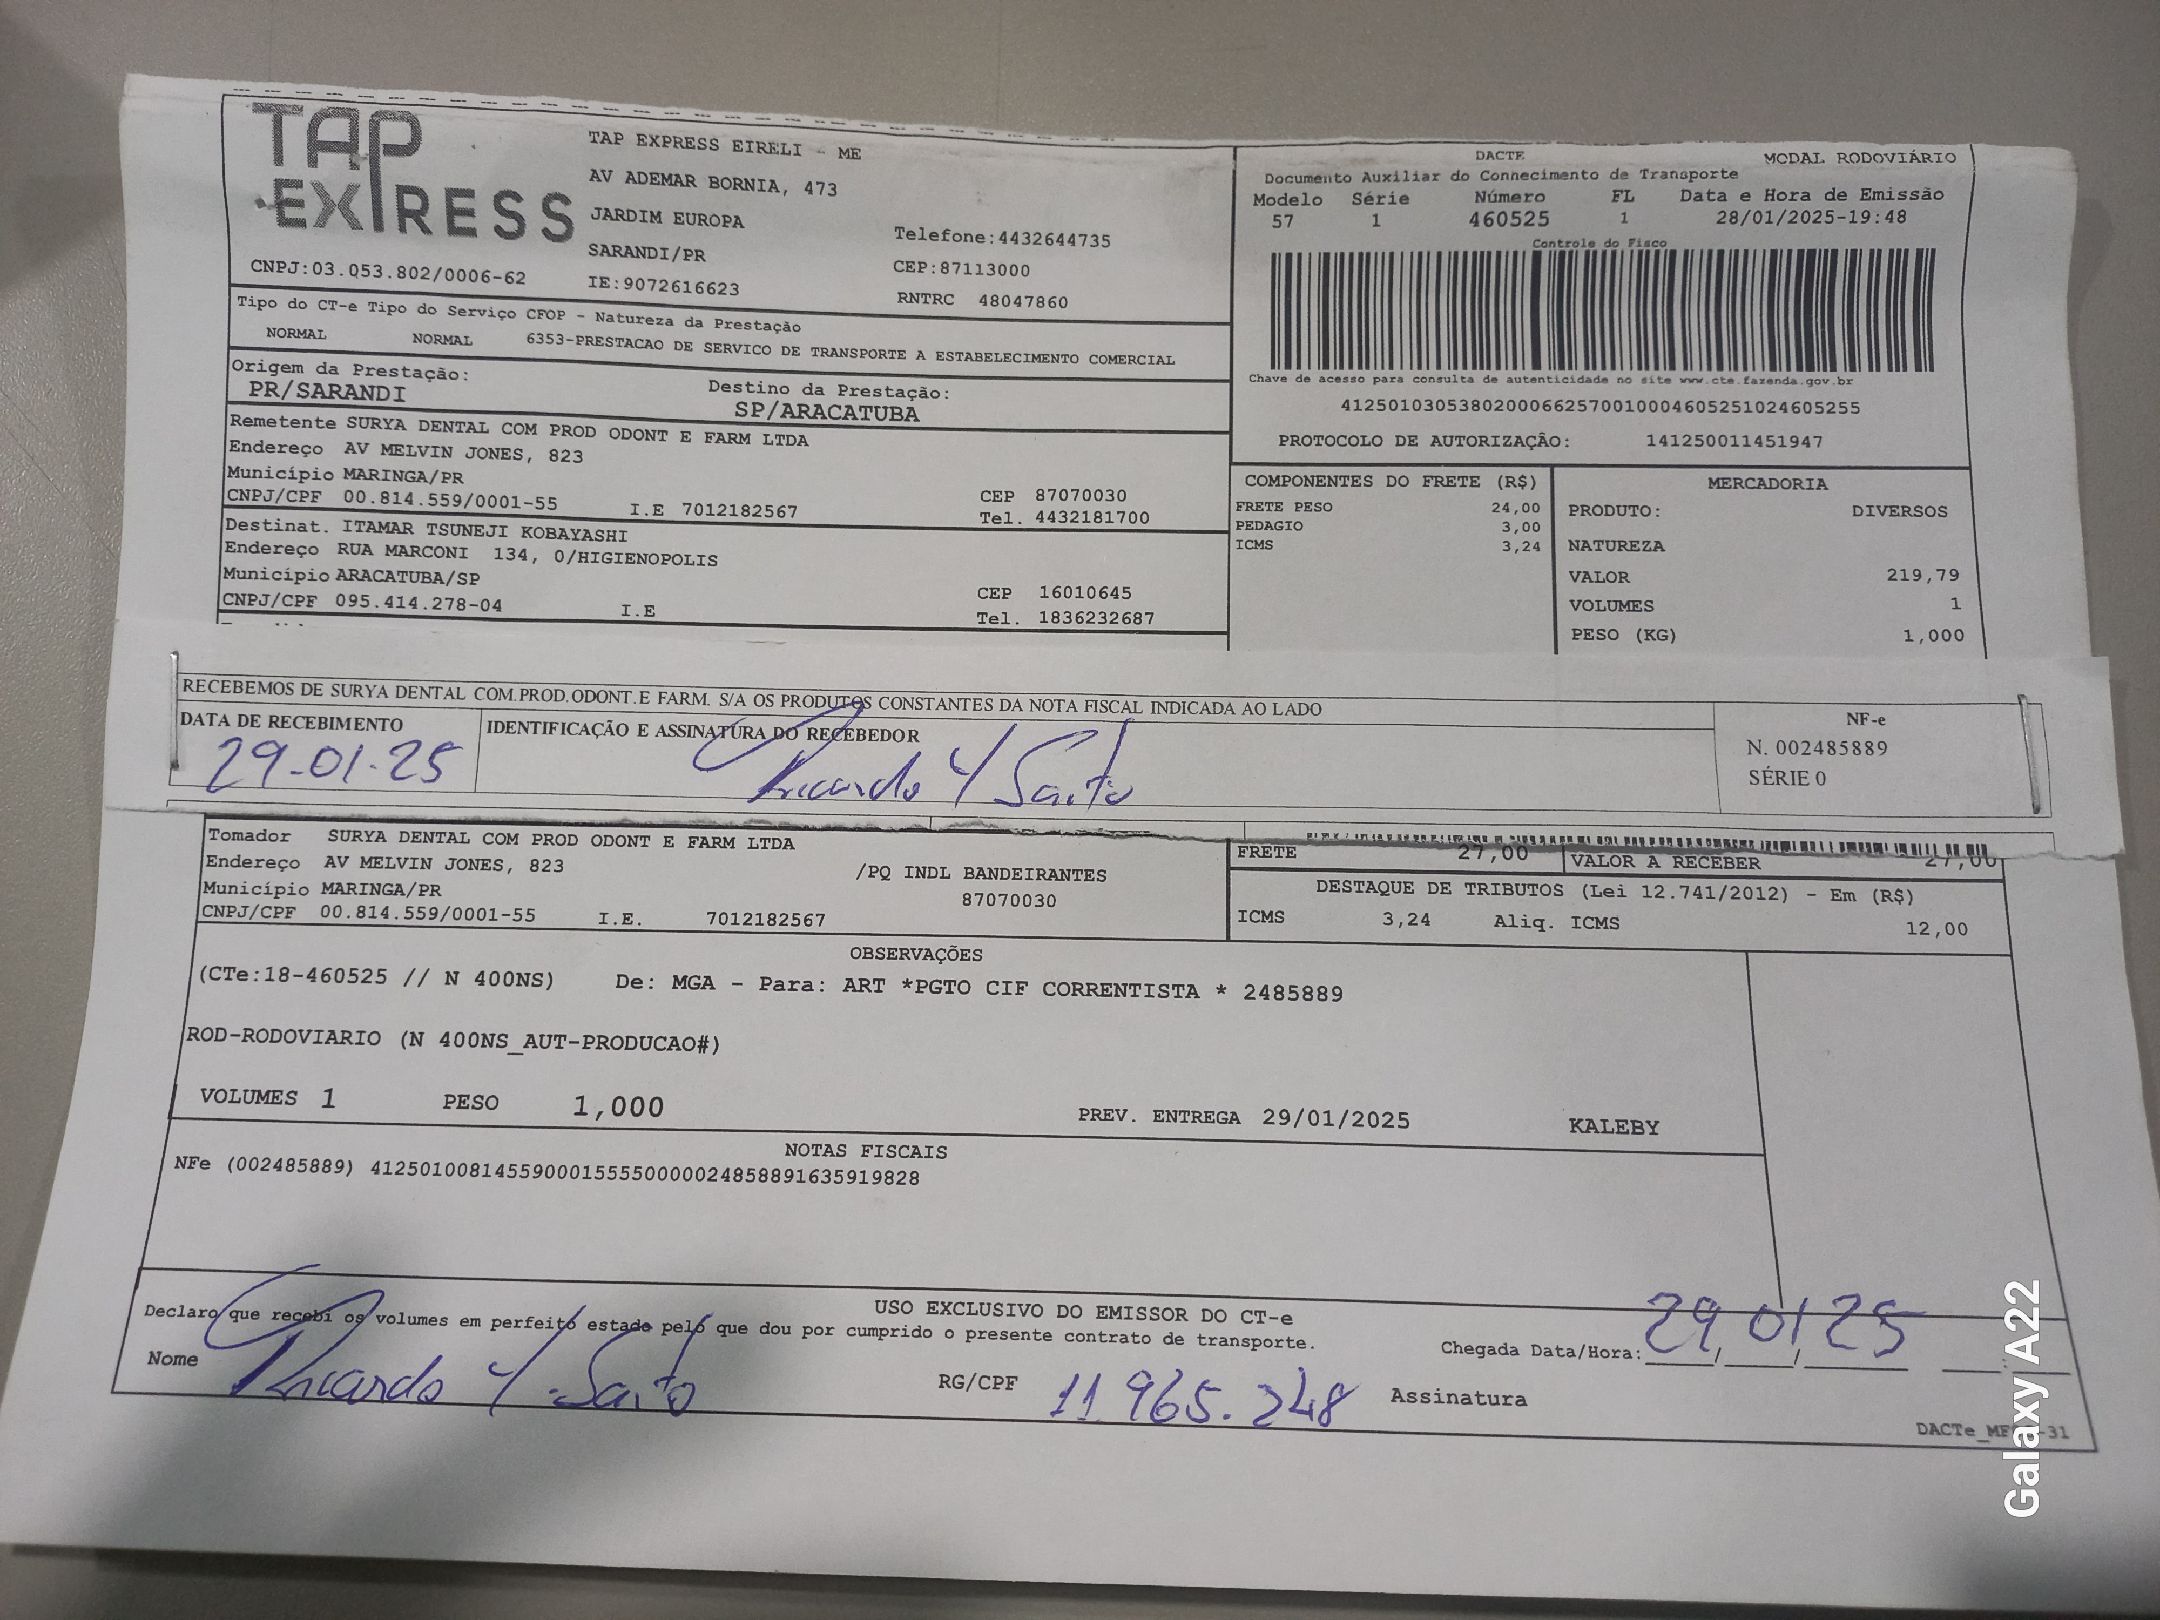 TAP
EXPRESS
CNPJ:03.053.802/0006-62
TAP EXPRESS EIRELI - ME
AV ADEMAR BORNIA, 473
JARDIM EUROPA
SARANDI/PR
IE:9072616623
Telefone:4432644735
CEP:87113000
RNTRC 48047860
DACTE MODAL RODOVIÁRIO
Documento Auxiliar do Connecimento de Transporte
Modelo Série Número FL Data e Hora de Emissão
57 1 460525 1 28/01/2025-19:48
Controle do Fisco
Chave de acesso para consulta de autenticidade no site www.cte.fazenda.gov.br
41250103053802000662570010004605251024605255
PROTOCOLO DE AUTORIZAÇÃO: 141250011451947
Tipo do CT-e Tipo do Serviço CFOP - Natureza da Prestação
NORMAL NORMAL 6353-PRESTACAO DE SERVICO DE TRANSPORTE A ESTABELECIMENTO COMERCIAL
Origem da Prestação: Destino da Prestação:
PR/SARANDI SP/ARACATUBA
Remetente SURYA DENTAL COM PROD ODONT E FARM LTDA
Endereço AV MELVIN JONES, 823
Município MARINGA/PR CEP 87070030
CNPJ/CPF 00.814.559/0001-55 I.E 7012182567 Tel. 4432181700
Destinat. ITAMAR TSUNEJI KOBAYASHI
Endereço RUA MARCONI 134, 0/HIGIENOPOLIS
Município ARACATUBA/SP CEP 16010645
CNPJ/CPF 095.414.278-04 I.E Tel. 1836232687
COMPONENTES DO FRETE (R$)
FRETE PESO 24,00
PEDAGIO 3,00
ICMS 3,24
MERCADORIA
PRODUTO: DIVERSOS
NATUREZA
VALOR 219,79
VOLUMES 1
PESO (KG) 1,000
RECEBEMOS DE SURYA DENTAL COM.PROD.ODONT.E FARM. S/A OS PRODUTOS CONSTANTES DA NOTA FISCAL INDICADA AO LADO
DATA DE RECEBIMENTO IDENTIFICAÇÃO E ASSINATURA DO RECEBEDOR
29-01-25 Ricardo Y Saito
NF-e
N. 002485889
SÉRIE 0
Tomador SURYA DENTAL COM PROD ODONT E FARM LTDA
Endereço AV MELVIN JONES, 823 /PQ INDL BANDEIRANTES
Município MARINGA/PR 87070030
CNPJ/CPF 00.814.559/0001-55 I.E. 7012182567
FRETE 27,00 VALOR A RECEBER 27,00
DESTAQUE DE TRIBUTOS (Lei 12.741/2012) - Em (R$)
ICMS 3,24 Aliq. ICMS 12,00
OBSERVAÇÕES
(CTe:18-460525 // N 400NS) De: MGA - Para: ART *PGTO CIF CORRENTISTA * 2485889
ROD-RODOVIARIO (N 400NS_AUT-PRODUCAO#)
VOLUMES 1 PESO 1,000 PREV. ENTREGA 29/01/2025 KALEBY
NOTAS FISCAIS
NFe (002485889) 41250100814559000155550000024858891635919828
USO EXCLUSIVO DO EMISSOR DO CT-e
Declaro que recebi os volumes em perfeito estado pelo que dou por cumprido o presente contrato de transporte.
Chegada Data/Hora: 29/01/25
Nome Ricardo Y Saito RG/CPF 11965.248 Assinatura
Galaxy A22